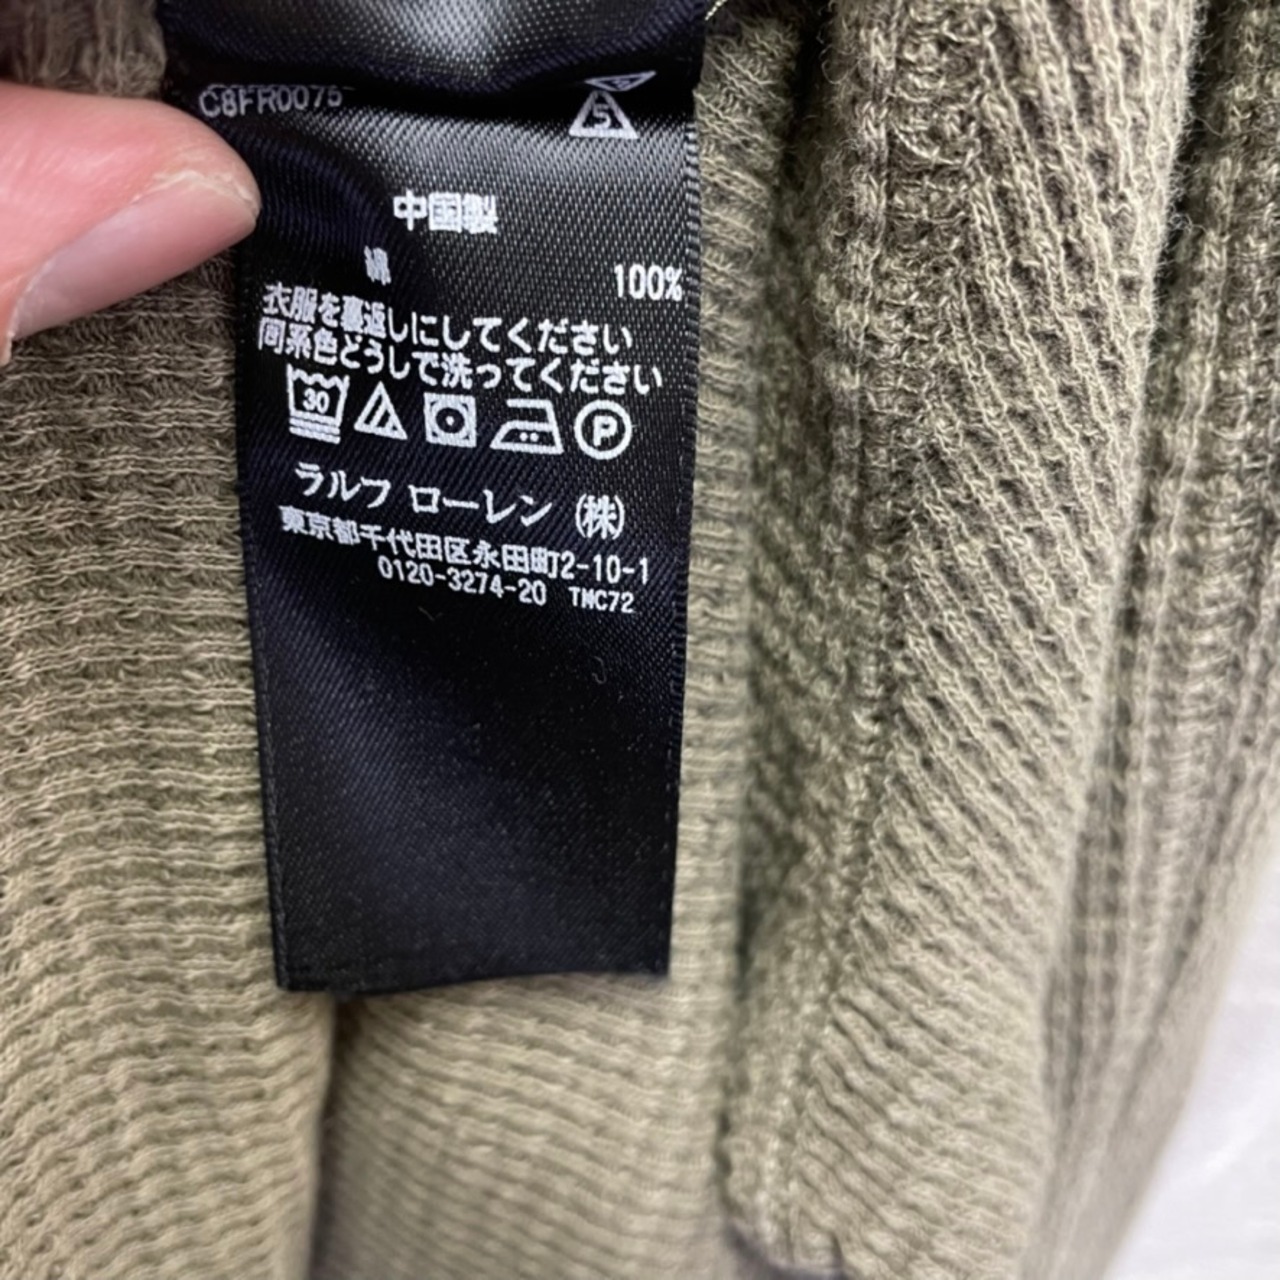 C8FR0075
5
中国製
綿 100%
衣服を裏返しにしてください
同系色どうしで洗ってください
30 P
ラルフ ローレン (株)
東京都千代田区永田町2-10-1
0120-3274-20 TMC72